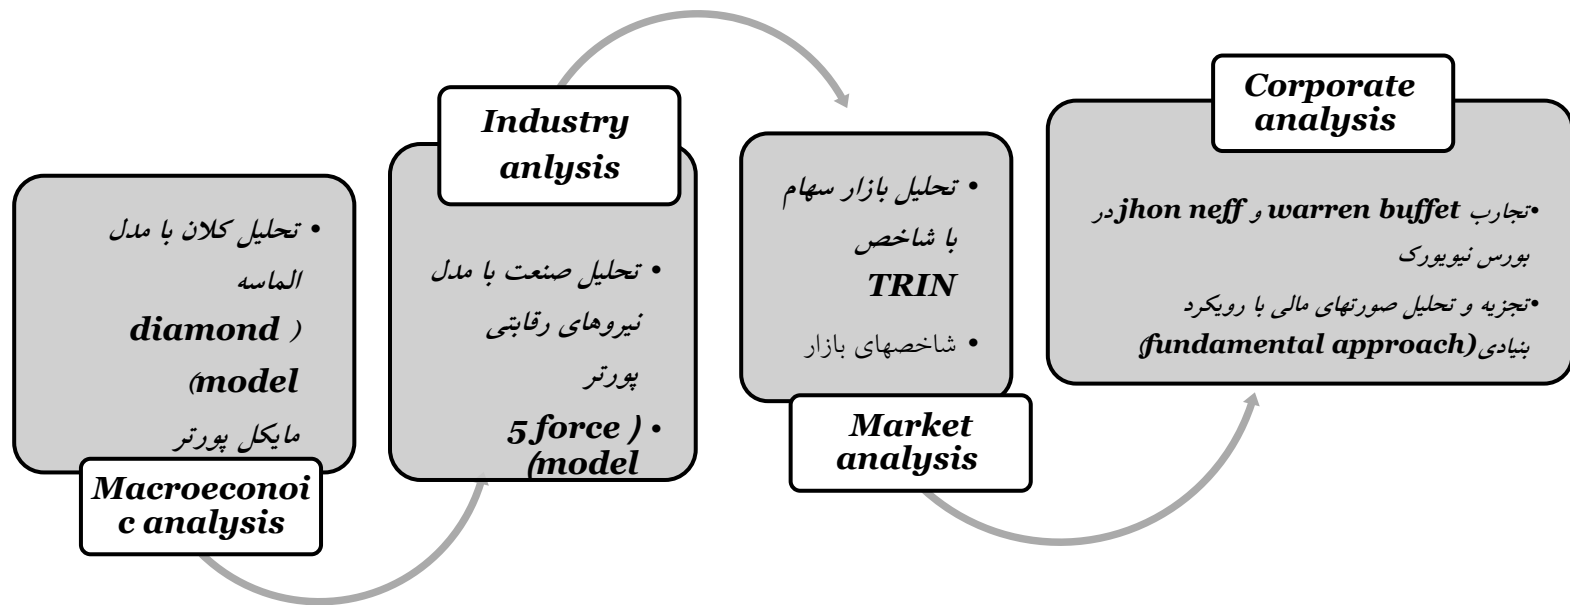 • تحلیل کلان با مدل
الماسه
( diamond
model)
مایکل پورتر
Macroeconoi
c analysis
Industry
anlysis
• تحلیل صنعت با مدل
نیروهای رقابتی
پورتر
• ( 5 force
model)
• تحلیل بازار سهام
با شاخص
TRIN
• شاخصهای بازار
Market
analysis
Corporate
analysis
•تجارب warren buffet و jhon neff در
بورس نیویورک
•تجزیه و تحلیل صورتهای مالی با رویکرد
بنیادی(fundamental approach)